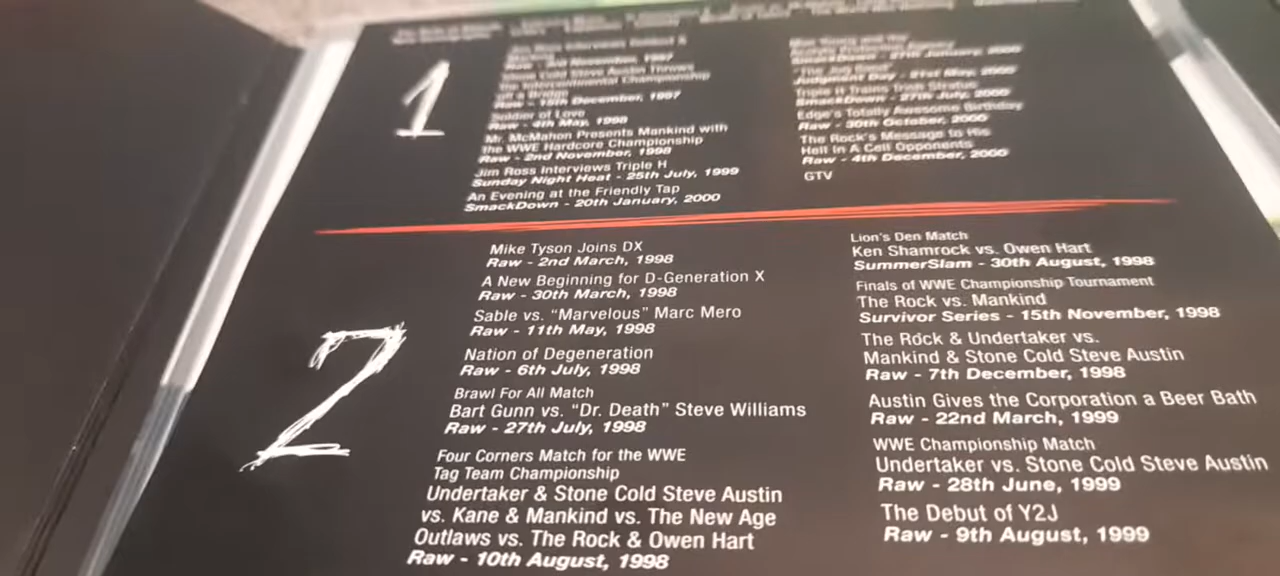 1
Raw - 3rd November, 1997
Stone Cold Steve Austin Throws
the Intercontinental Championship
off a Bridge
Raw - 15th December, 1997
Soldier of Love
Raw - 4th May, 1998
Mr. McMahon Presents Mankind with
the WWE Hardcore Championship
Raw - 2nd November, 1998
Jim Ross Interviews Triple H
Sunday Night Heat - 25th July, 1999
An Evening at the Friendly Tap
SmackDown - 20th January, 2000
Mae Young and the
Acolyte Protection Agency
SmackDown - 27th January, 2000
Judgment Day - 21st May, 2000
Triple H Trains Trish Stratus
SmackDown - 27th July, 2000
Edge's Totally Awesome Birthday
Raw - 30th October, 2000
The Rock's Message to His
Hell In A Cell Opponents
Raw - 4th December, 2000
GTV
2
Mike Tyson Joins DX
Raw - 2nd March, 1998
A New Beginning for D-Generation X
Raw - 30th March, 1998
Sable vs. "Marvelous" Marc Mero
Raw - 11th May, 1998
Nation of Degeneration
Raw - 6th July, 1998
Brawl For All Match
Bart Gunn vs. "Dr. Death" Steve Williams
Raw - 27th July, 1998
Four Corners Match for the WWE
Tag Team Championship
Undertaker & Stone Cold Steve Austin
vs. Kane & Mankind vs. The New Age
Outlaws vs. The Rock & Owen Hart
Raw - 10th August, 1998
Lion's Den Match
Ken Shamrock vs. Owen Hart
SummerSlam - 30th August, 1998
Finals of WWE Championship Tournament
The Rock vs. Mankind
Survivor Series - 15th November, 1998
The Rock & Undertaker vs.
Mankind & Stone Cold Steve Austin
Raw - 7th December, 1998
Austin Gives the Corporation a Beer Bath
Raw - 22nd March, 1999
WWE Championship Match
Undertaker vs. Stone Cold Steve Austin
Raw - 28th June, 1999
The Debut of Y2J
Raw - 9th August, 1999